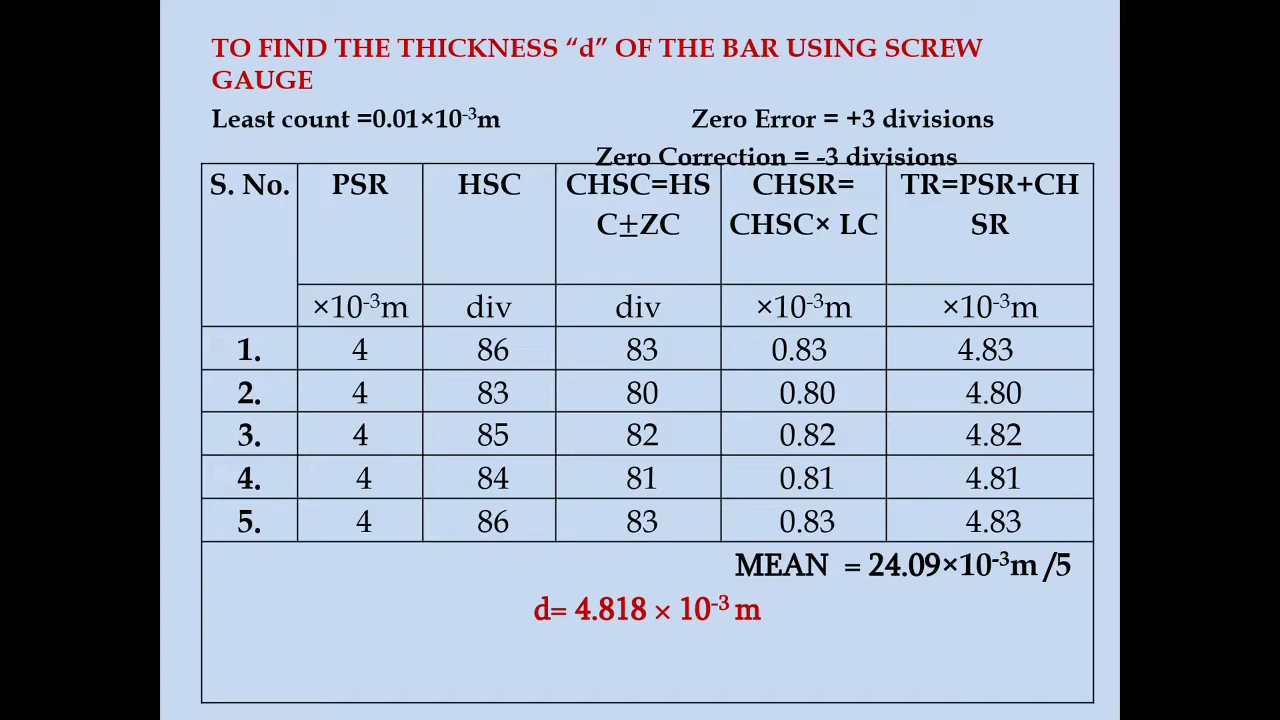 TO FIND THE THICKNESS “d” OF THE BAR USING SCREW
GAUGE
Least count =0.01×10⁻³m Zero Error = +3 divisions
Zero Correction = -3 divisions
S. No. PSR HSC CHSC=HS CHSR= TR=PSR+CH
C±ZC CHSC× LC SR
×10⁻³m div div ×10⁻³m ×10⁻³m
1. 4 86 83 0.83 4.83
2. 4 83 80 0.80 4.80
3. 4 85 82 0.82 4.82
4. 4 84 81 0.81 4.81
5. 4 86 83 0.83 4.83
MEAN = 24.09×10⁻³m /5
d= 4.818 × 10⁻³ m